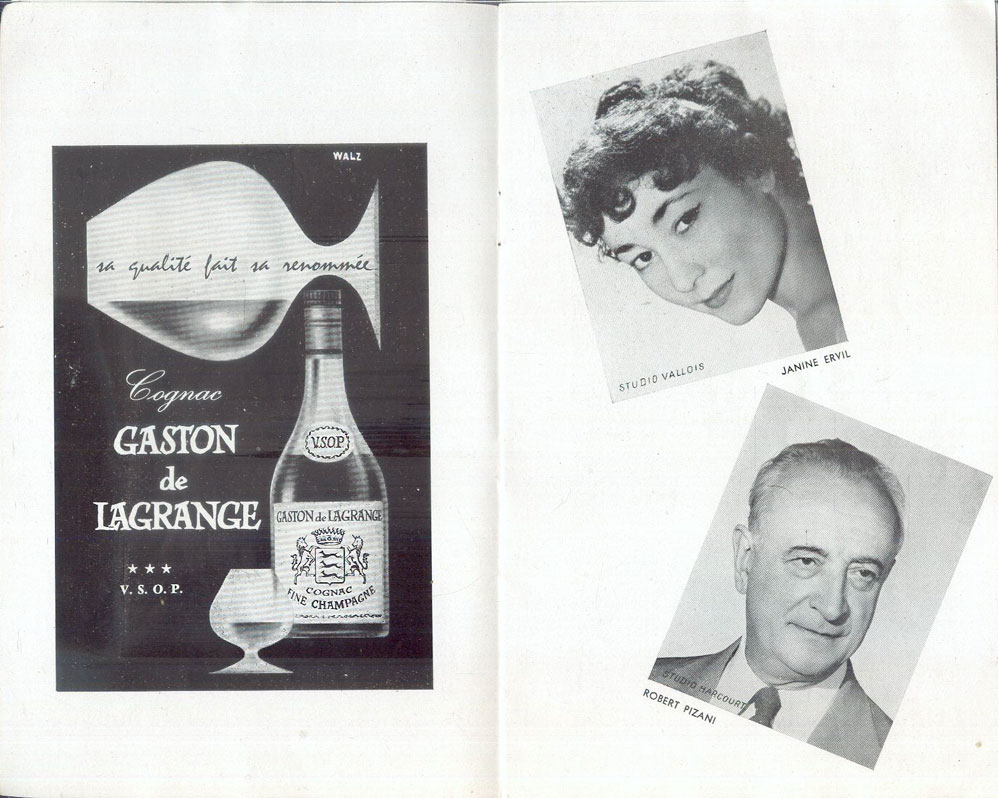 WALZ
sa qualité fait sa renommée
Cognac
GASTON
de
LAGRANGE
★★★
V. S. O. P.
V.S.O.P
GASTON de LAGRANGE
COGNAC
FINE CHAMPAGNE
STUDIO VALLOIS
JANINE ERVIL
STUDIO HARCOURT
ROBERT PIZANI